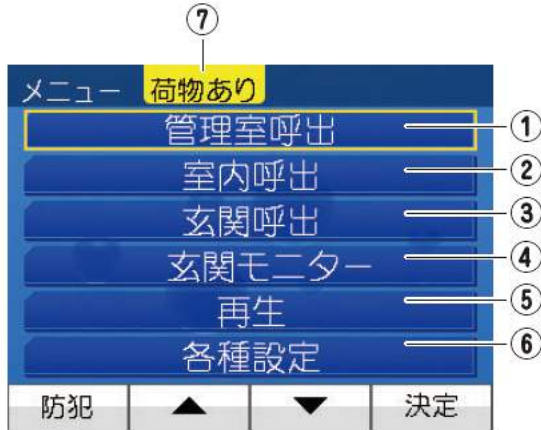 ⑦
メニュー 荷物あり
管理室呼出 ①
室内呼出 ②
玄関呼出 ③
玄関モニター ④
再生 ⑤
各種設定 ⑥
防犯 ▲ ▼ 決定